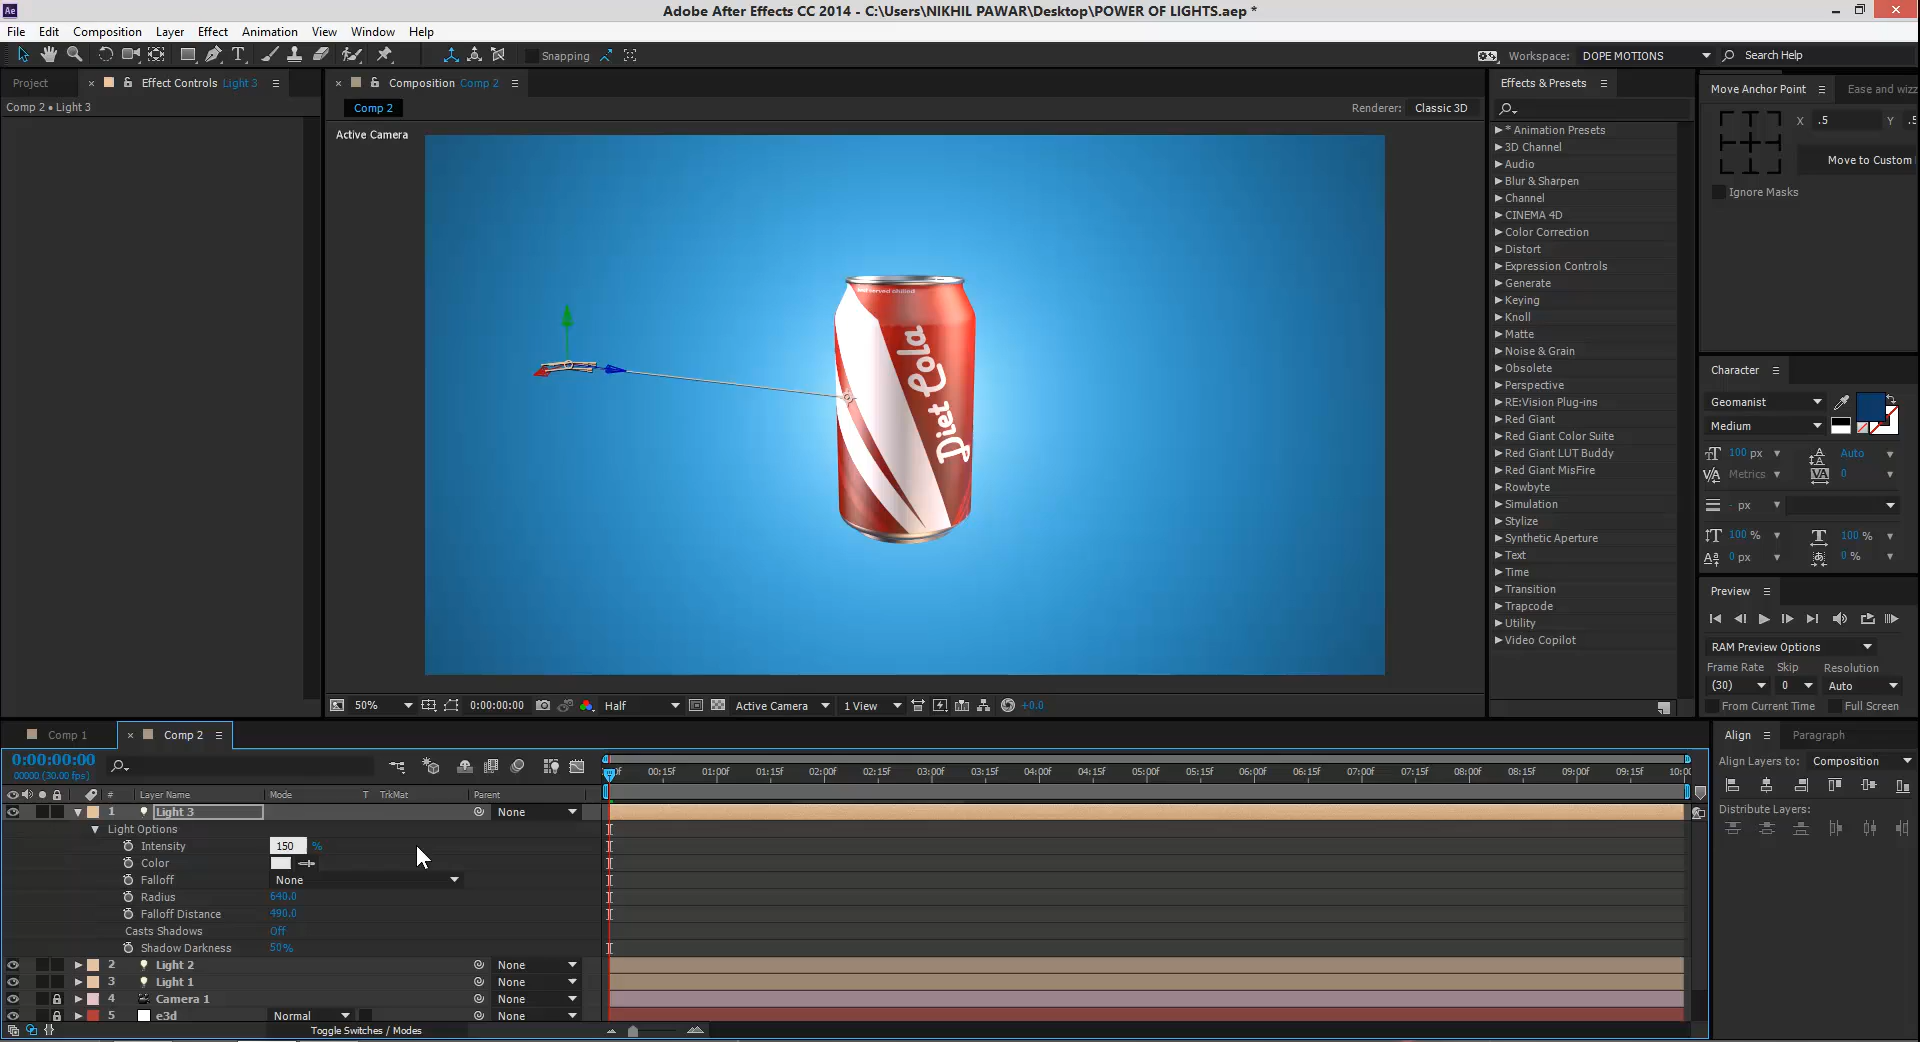 Ae
Adobe After Effects CC 2014 - C:\Users\NIKHIL PAWAR\Desktop\POWER OF LIGHTS.aep *
File Edit Composition Layer Effect Animation View Window Help
Snapping
Workspace: DOPE MOTIONS
Search Help
Project
Effect Controls Light 3
Comp 2 • Light 3
Composition Comp 2
Comp 2
Renderer: Classic 3D
Active Camera
served chilled
Diet Cola
50% 0:00:00:00 Half Active Camera 1 View +0.0
Effects & Presets
* Animation Presets
3D Channel
Audio
Blur & Sharpen
Channel
CINEMA 4D
Color Correction
Distort
Expression Controls
Generate
Keying
Knoll
Matte
Noise & Grain
Obsolete
Perspective
RE:Vision Plug-ins
Red Giant
Red Giant Color Suite
Red Giant LUT Buddy
Red Giant MisFire
Rowbyte
Simulation
Stylize
Synthetic Aperture
Text
Time
Transition
Trapcode
Utility
Video Copilot
Move Anchor Point Ease and wizz
X .5 Y .5
Move to Custom
Ignore Masks
Character
Geomanist
Medium
100 px Auto
Metrics 0
- px
100 % 100 %
0 px 0 %
Preview
RAM Preview Options
Frame Rate Skip Resolution
(30) 0 Auto
From Current Time Full Screen
Align Paragraph
Align Layers to: Composition
Distribute Layers:
Comp 1 Comp 2
0:00:00:00
00000 (30.00 fps)
00:15f 01:00f 01:15f 02:00f 02:15f 03:00f 03:15f 04:00f 04:15f 05:00f 05:15f 06:00f 06:15f 07:00f 07:15f 08:00f 08:15f 09:00f 09:15f 10:00
# Layer Name Mode T TrkMat Parent
1 Light 3 None
Light Options
Intensity 150 %
Color
Falloff None
Radius 640.0
Falloff Distance 490.0
Casts Shadows Off
Shadow Darkness 50%
2 Light 2 None
3 Light 1 None
4 Camera 1 None
5 e3d Normal None
Toggle Switches / Modes